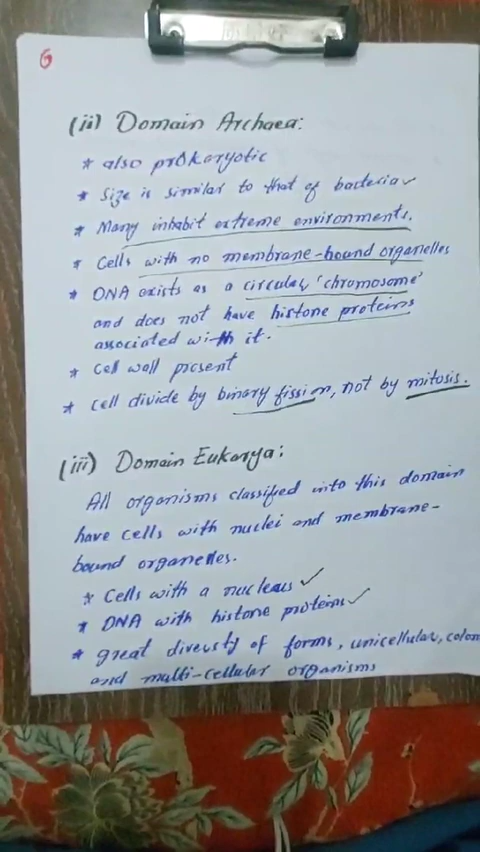 6
(ii) Domain Archaea:
* also prokaryotic
* Size is similar to that of bacteria
* Many inhabit extreme environments.
* Cells with no membrane-bound organelles
* DNA exists as a circular 'chromosome'
and does not have histone proteins
associated with it.
* Cell wall present
* Cell divide by binary fission, not by mitosis.
(iii) Domain Eukarya:
All organisms classified into this domain
have cells with nuclei and membrane-
bound organelles.
* Cells with a nucleus ✓
* DNA with histone proteins ✓
* great diversty of forms, unicellular, colon
and multi-cellular organisms